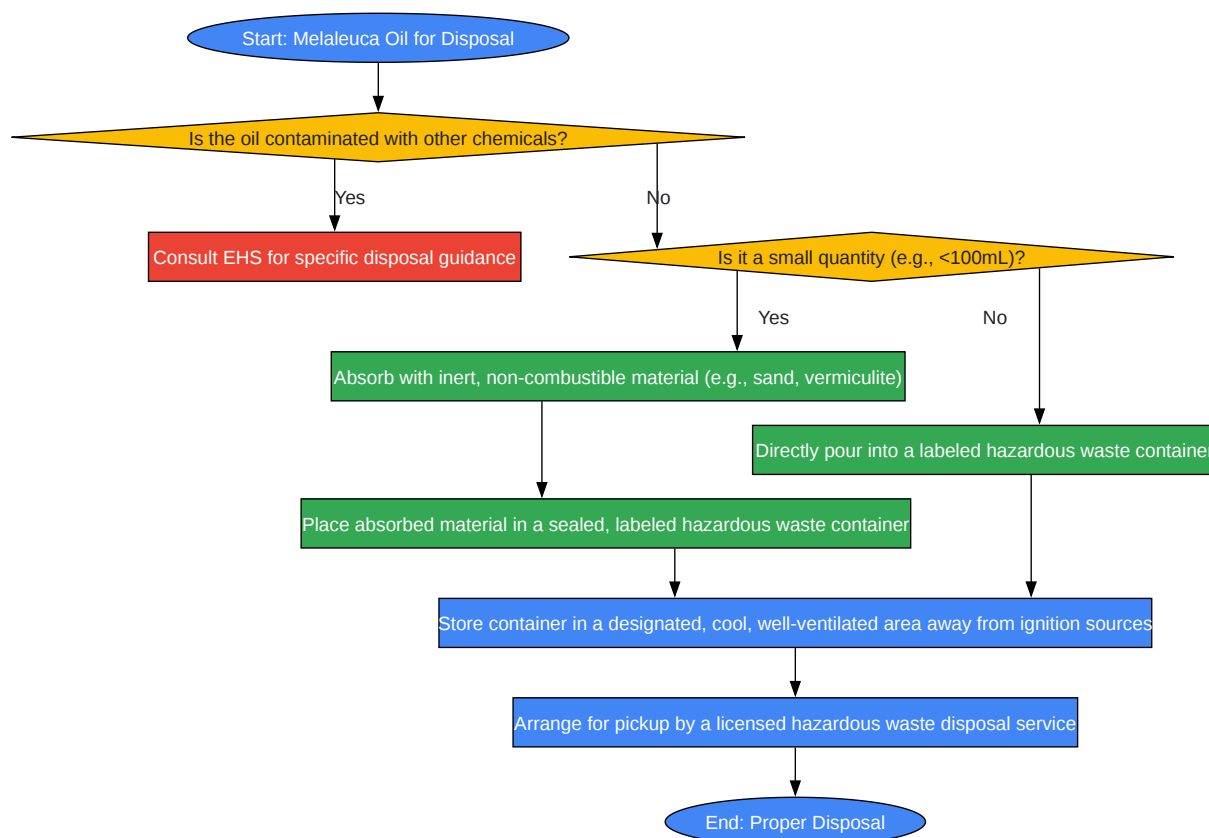 Start: Melaleuca Oil for Disposal
Is the oil contaminated with other chemicals?
Yes
No
Consult EHS for specific disposal guidance
Is it a small quantity (e.g., <100mL)?
Yes
No
Absorb with inert, non-combustible material (e.g., sand, vermiculite)
Directly pour into a labeled hazardous waste container
Place absorbed material in a sealed, labeled hazardous waste container
Store container in a designated, cool, well-ventilated area away from ignition sources
Arrange for pickup by a licensed hazardous waste disposal service
End: Proper Disposal